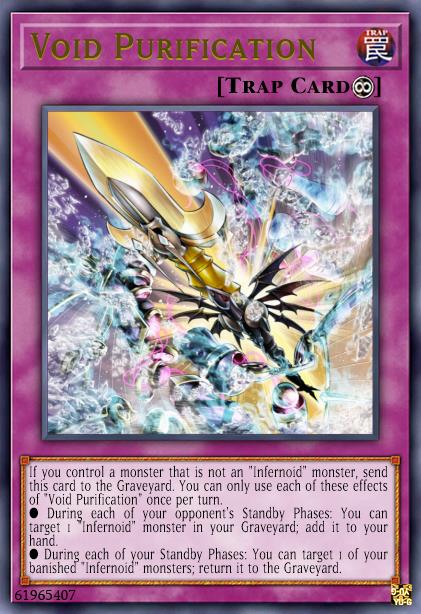 Void Purification
TRAP
罠
[Trap Card]
If you control a monster that is not an "Infernoid" monster, send
this card to the Graveyard. You can only use each of these effects
of "Void Purification" once per turn.
● During each of your opponent's Standby Phases: You can
target 1 "Infernoid" monster in your Graveyard; add it to your
hand.
● During each of your Standby Phases: You can target 1 of your
banished "Infernoid" monsters; return it to the Graveyard.
61965407